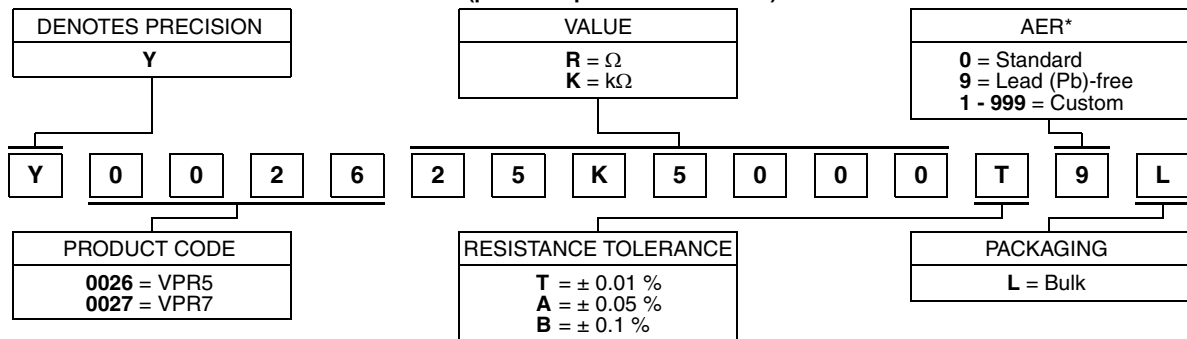 DENOTES PRECISION
Y
VALUE
R = Ω
K = kΩ
AER*
0 = Standard
9 = Lead (Pb)-free
1 - 999 = Custom
Y 0 0 2 6 2 5 K 5 0 0 0 T 9 L
PRODUCT CODE
0026 = VPR5
0027 = VPR7
RESISTANCE TOLERANCE
T = ± 0.01 %
A = ± 0.05 %
B = ± 0.1 %
PACKAGING
L = Bulk